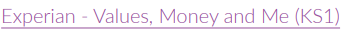 Experian - Values, Money and Me (KS1)